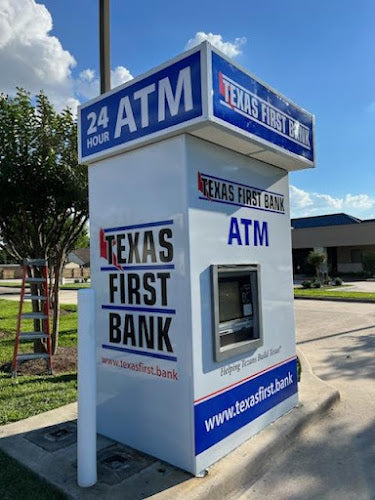 24
HOUR
ATM
TEXAS FIRST BANK
TEXAS FIRST BANK
ATM
TEXAS
FIRST
BANK
www.texasfirst.bank
Helping Texans Build Texas
www.texasfirst.bank